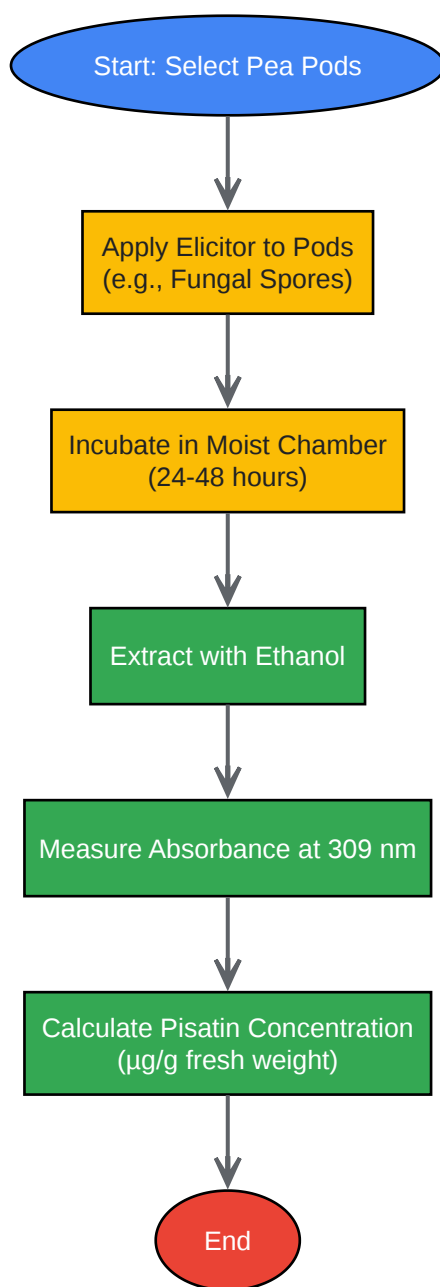 Start: Select Pea Pods
Apply Elicitor to Pods
(e.g., Fungal Spores)
Incubate in Moist Chamber
(24-48 hours)
Extract with Ethanol
Measure Absorbance at 309 nm
Calculate Pisatin Concentration
(µg/g fresh weight)
End